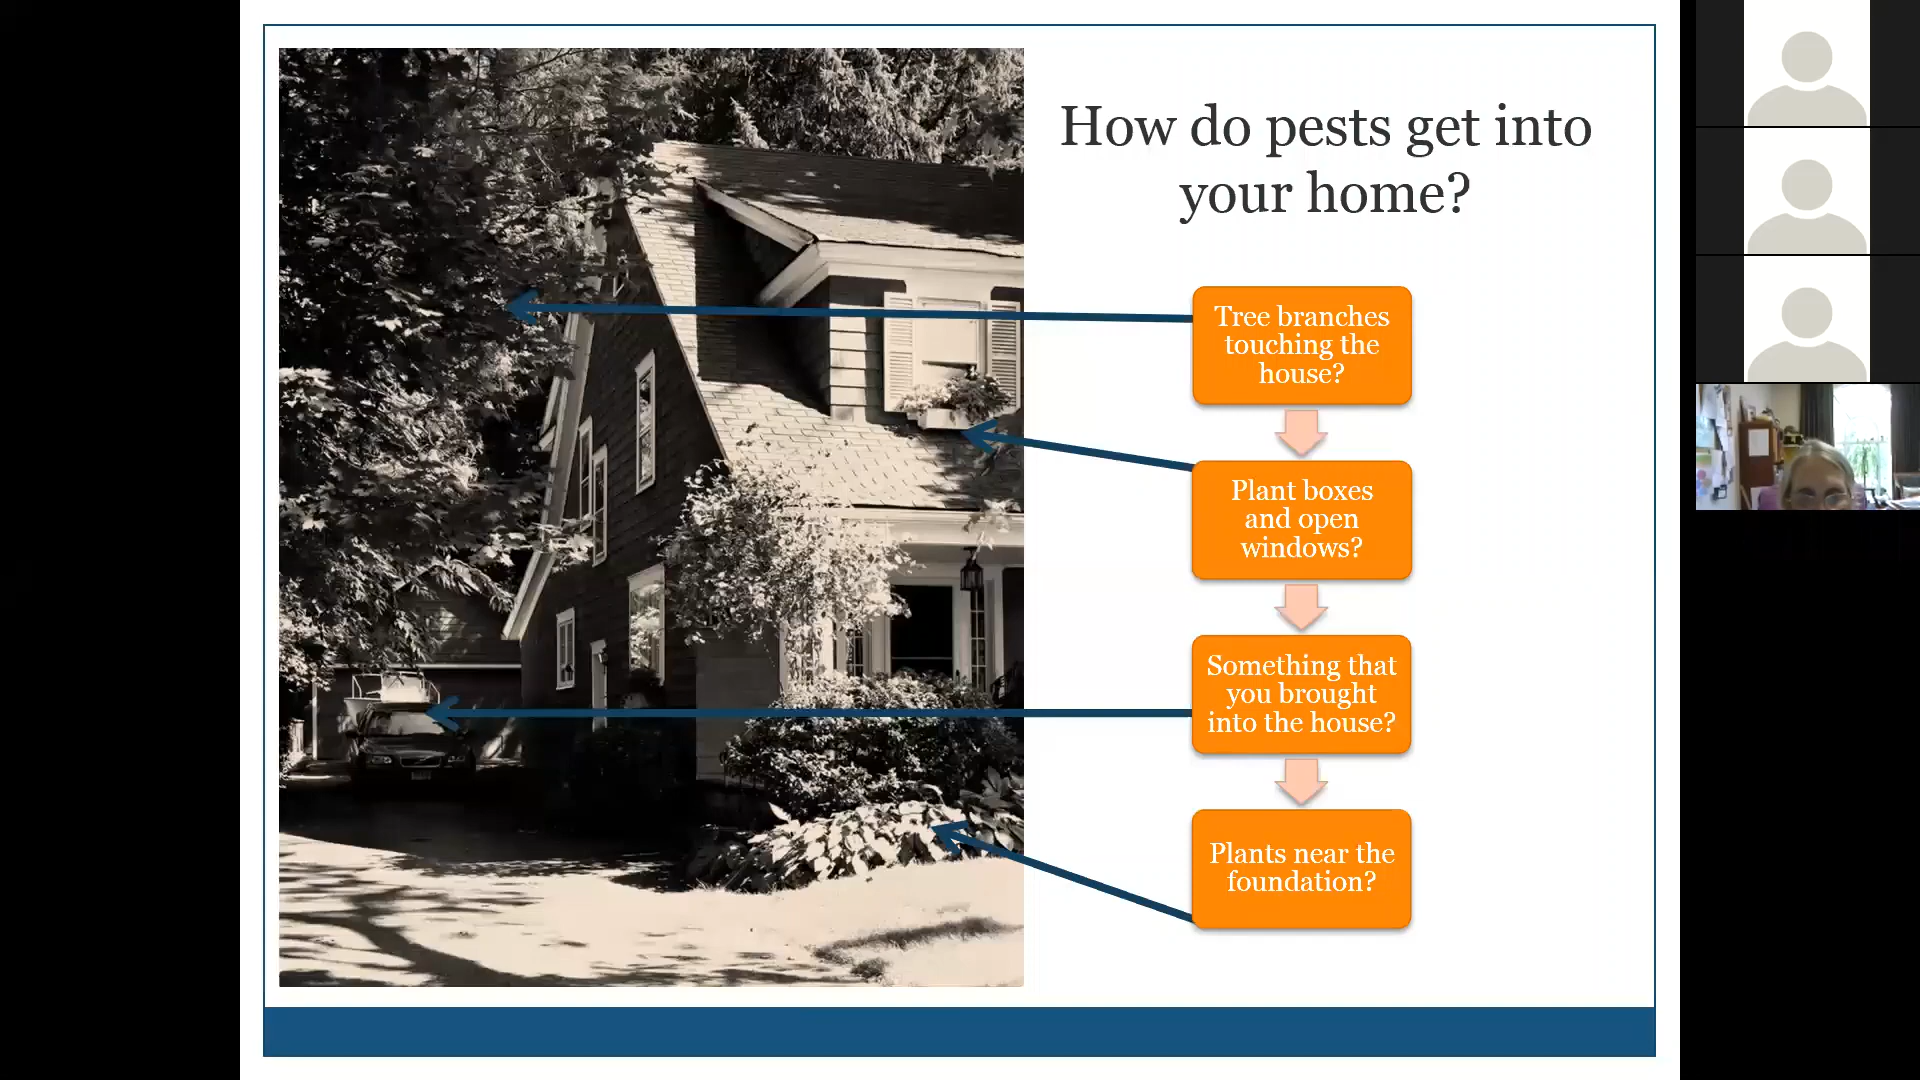 How do pests get into
your home?
Tree branches
touching the
house?
Plant boxes
and open
windows?
Something that
you brought
into the house?
Plants near the
foundation?